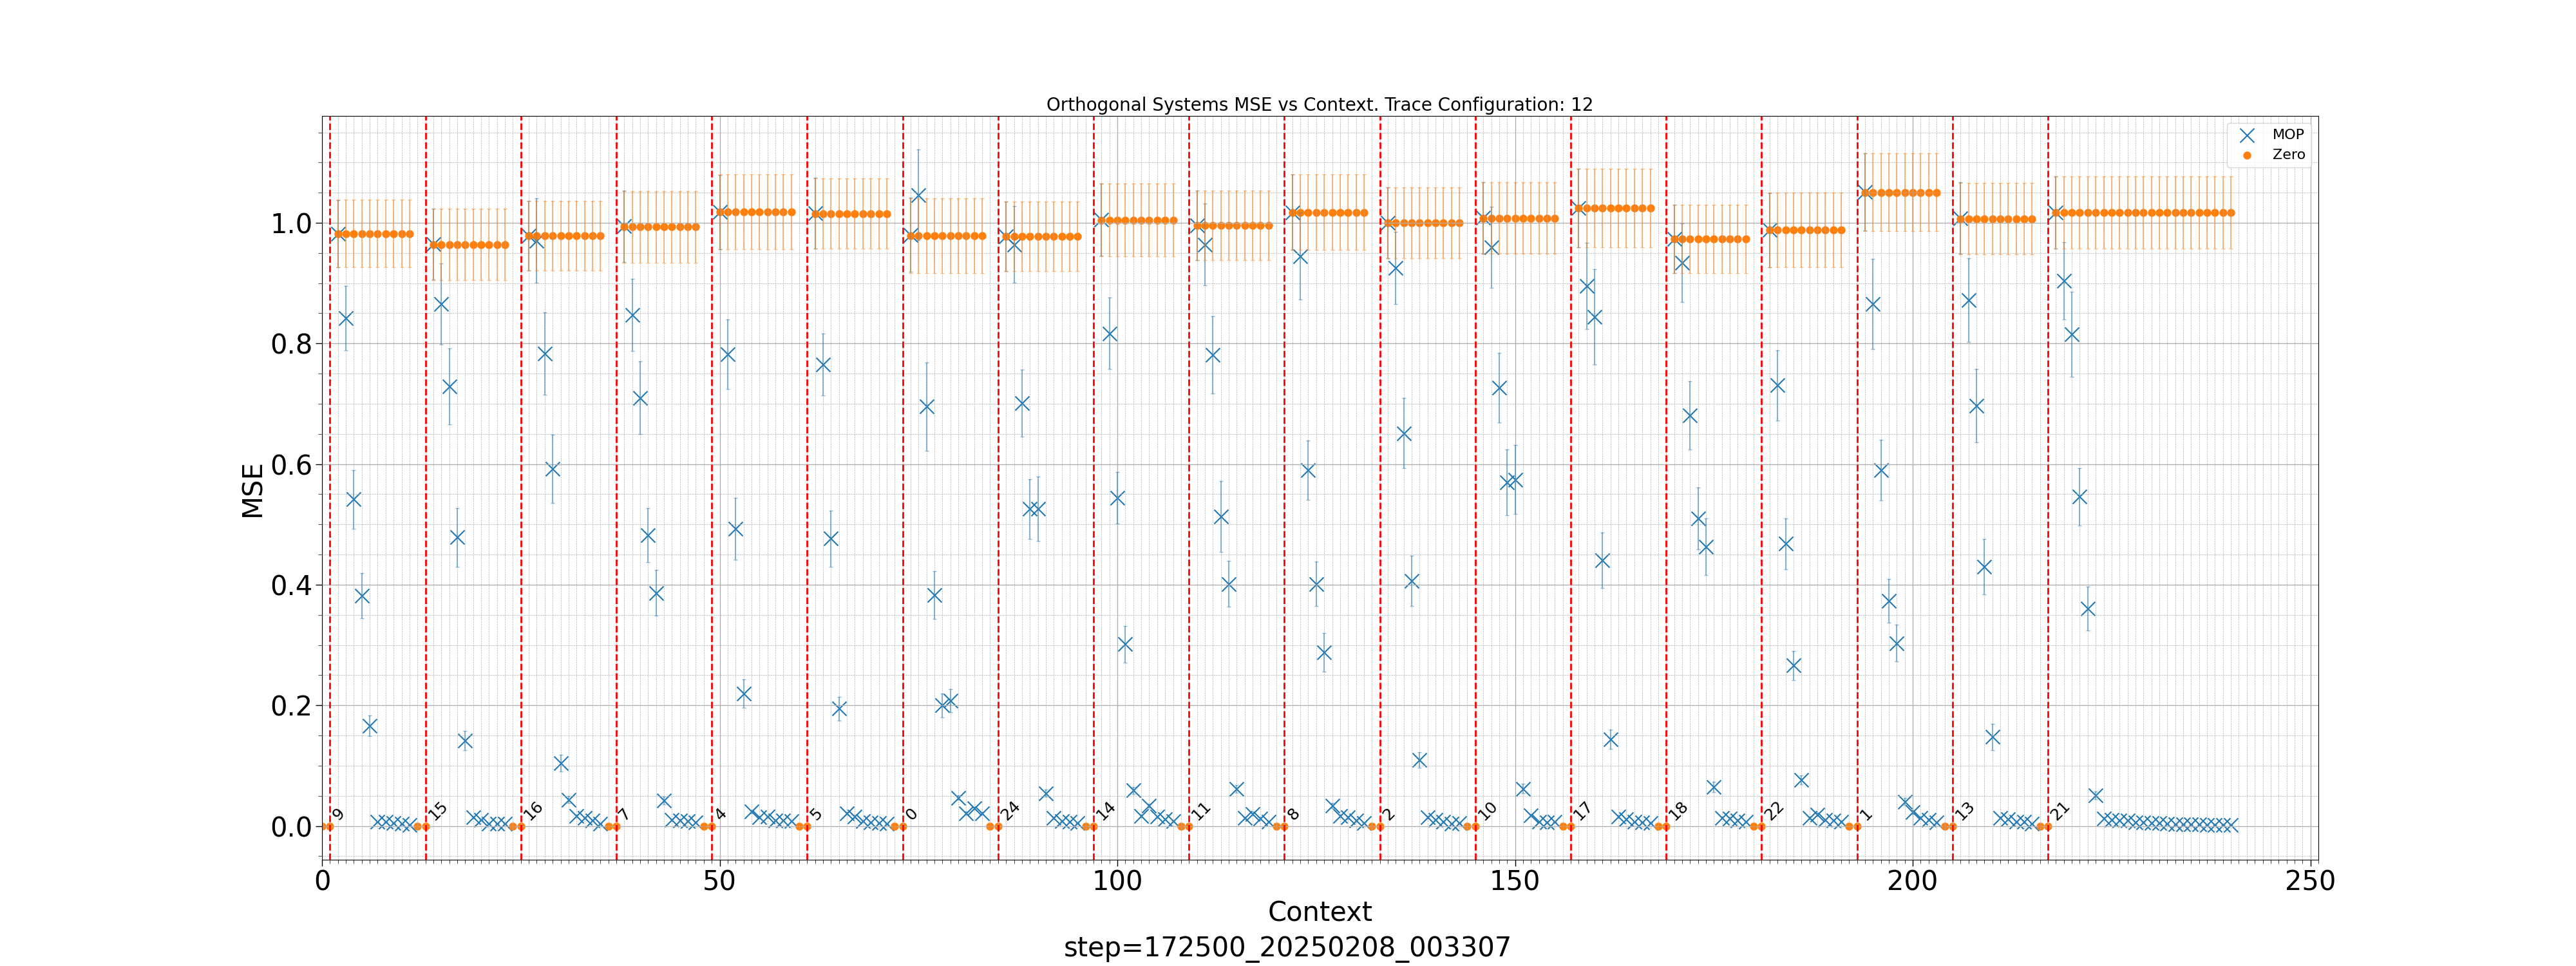 Orthogonal Systems MSE vs Context. Trace Configuration: 12
MOP
Zero
MSE
1.0
0.8
0.6
0.4
0.2
0.0
9 15 16 7 4 5 0 24 14 11 8 2 10 17 18 22 1 13 21
0 50 100 150 200 250
Context
step=172500_20250208_003307